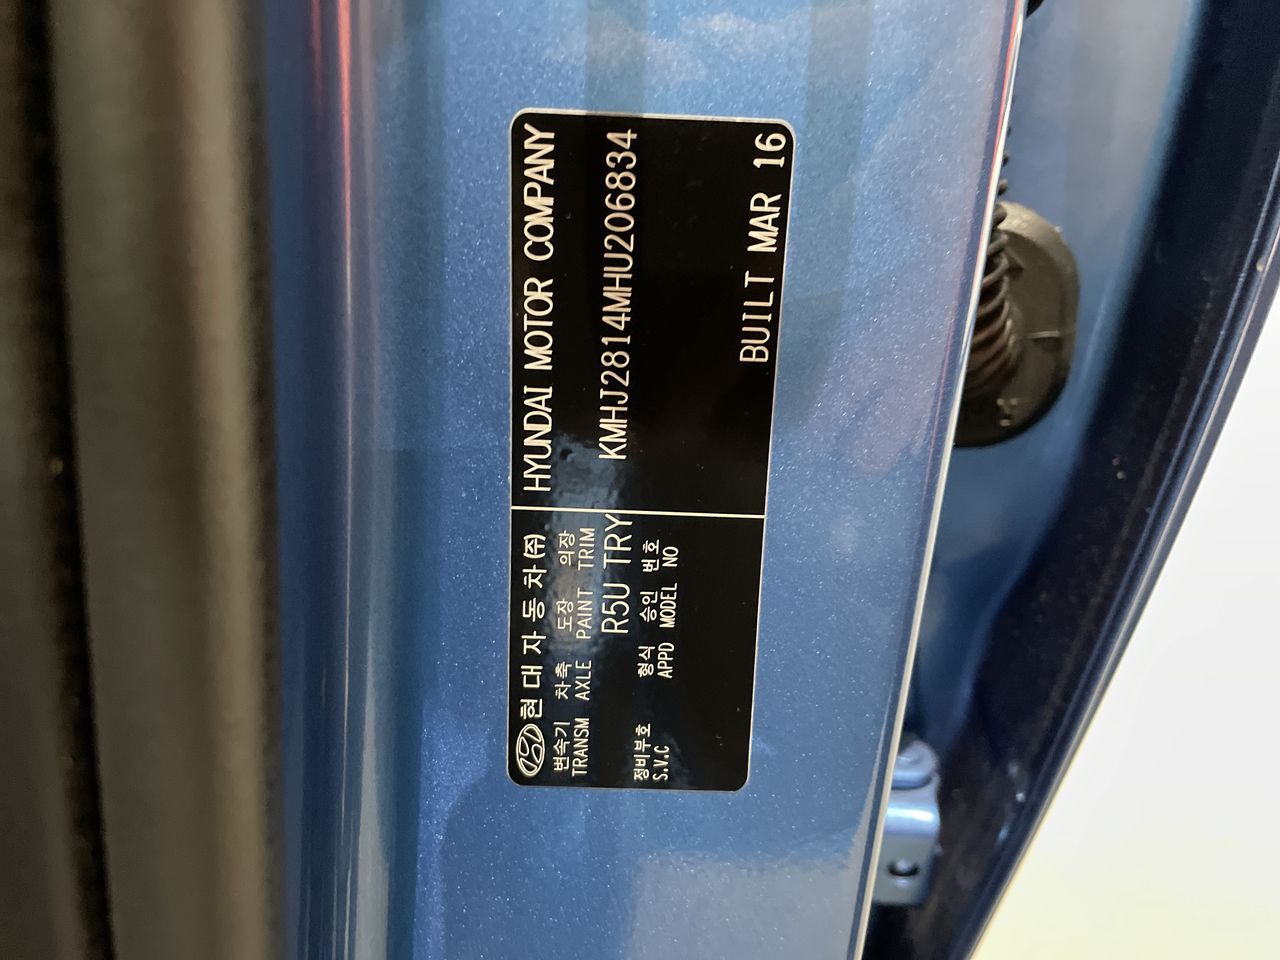 현대자동차(주) HYUNDAI MOTOR COMPANY
변속기 차축 도장 의장
TRANSM AXLE PAINT TRIM
R5U TRY KMHJ2814MHU206834
정비부호 형식 승인 번호
S.V.C APPD MODEL NO
BUILT MAR 16